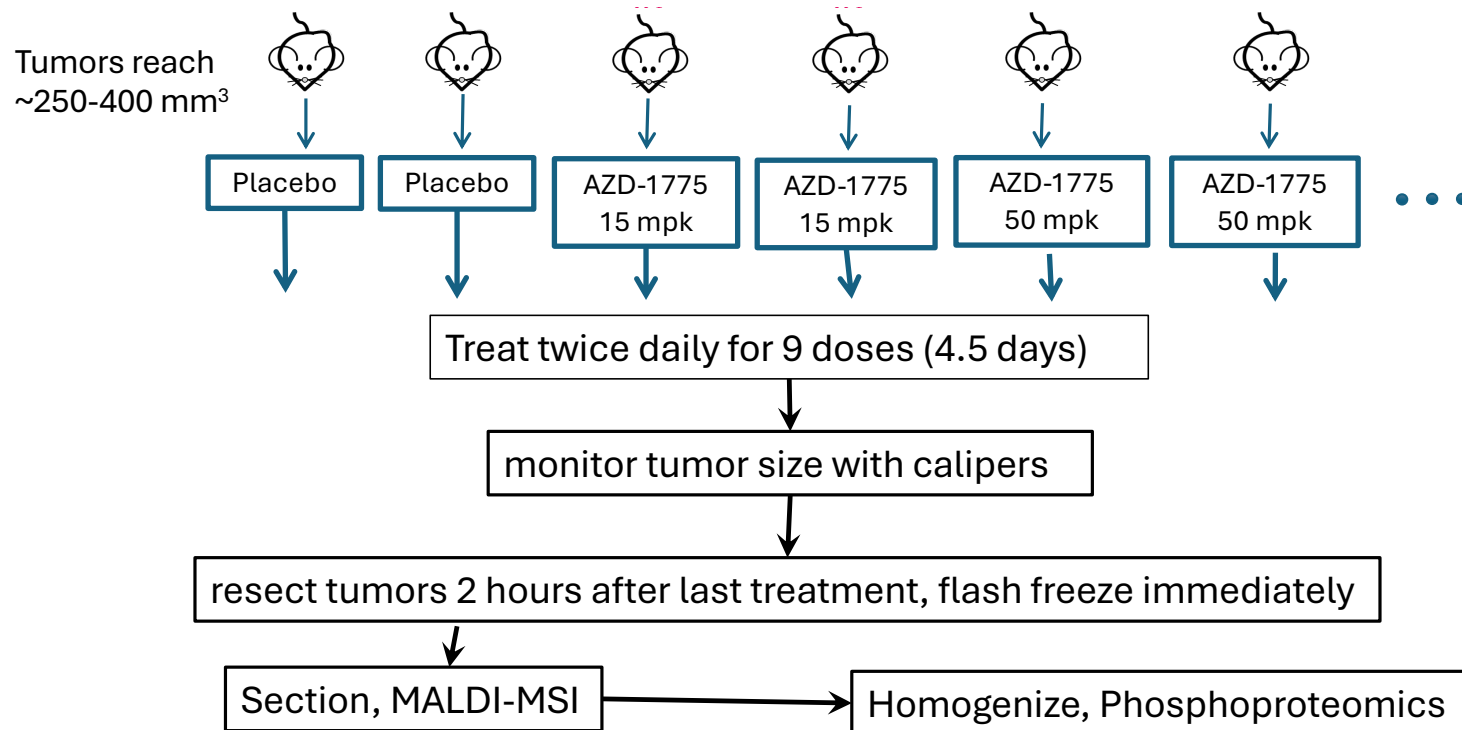 Tumors reach
~250-400 mm³
Placebo
Placebo
AZD-1775
15 mpk
AZD-1775
15 mpk
AZD-1775
50 mpk
AZD-1775
50 mpk
Treat twice daily for 9 doses (4.5 days)
monitor tumor size with calipers
resect tumors 2 hours after last treatment, flash freeze immediately
Section, MALDI-MSI
Homogenize, Phosphoproteomics